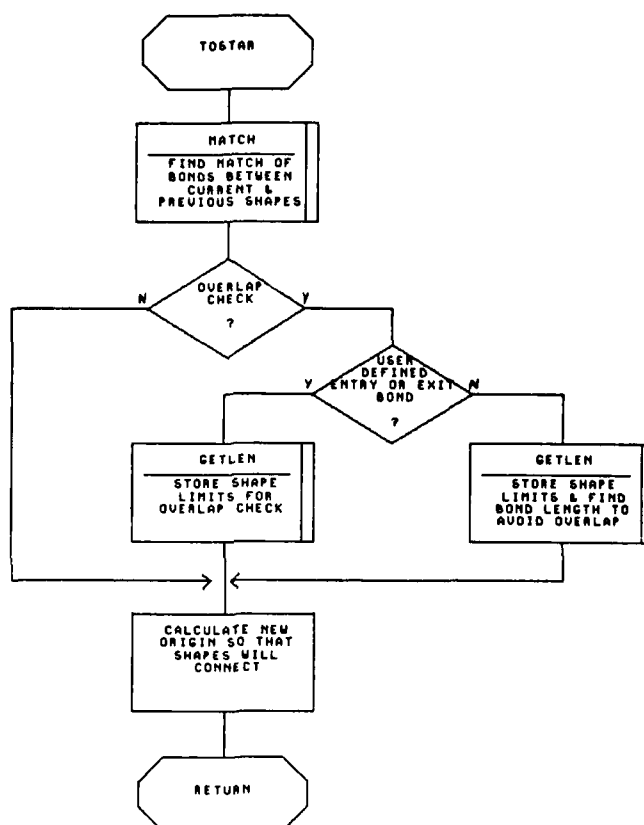 TOSTAR
MATCH
FIND MATCH OF
BONDS BETWEEN
CURRENT &
PREVIOUS SHAPES
OVERLAP
CHECK
?
N
Y
USER
DEFINED
ENTRY OR EXIT
BOND
?
Y
N
GETLEN
STORE SHAPE
LIMITS FOR
OVERLAP CHECK
GETLEN
STORE SHAPE
LIMITS & FIND
BOND LENGTH TO
AVOID OVERLAP
CALCULATE NEW
ORIGIN SO THAT
SHAPES WILL
CONNECT
RETURN